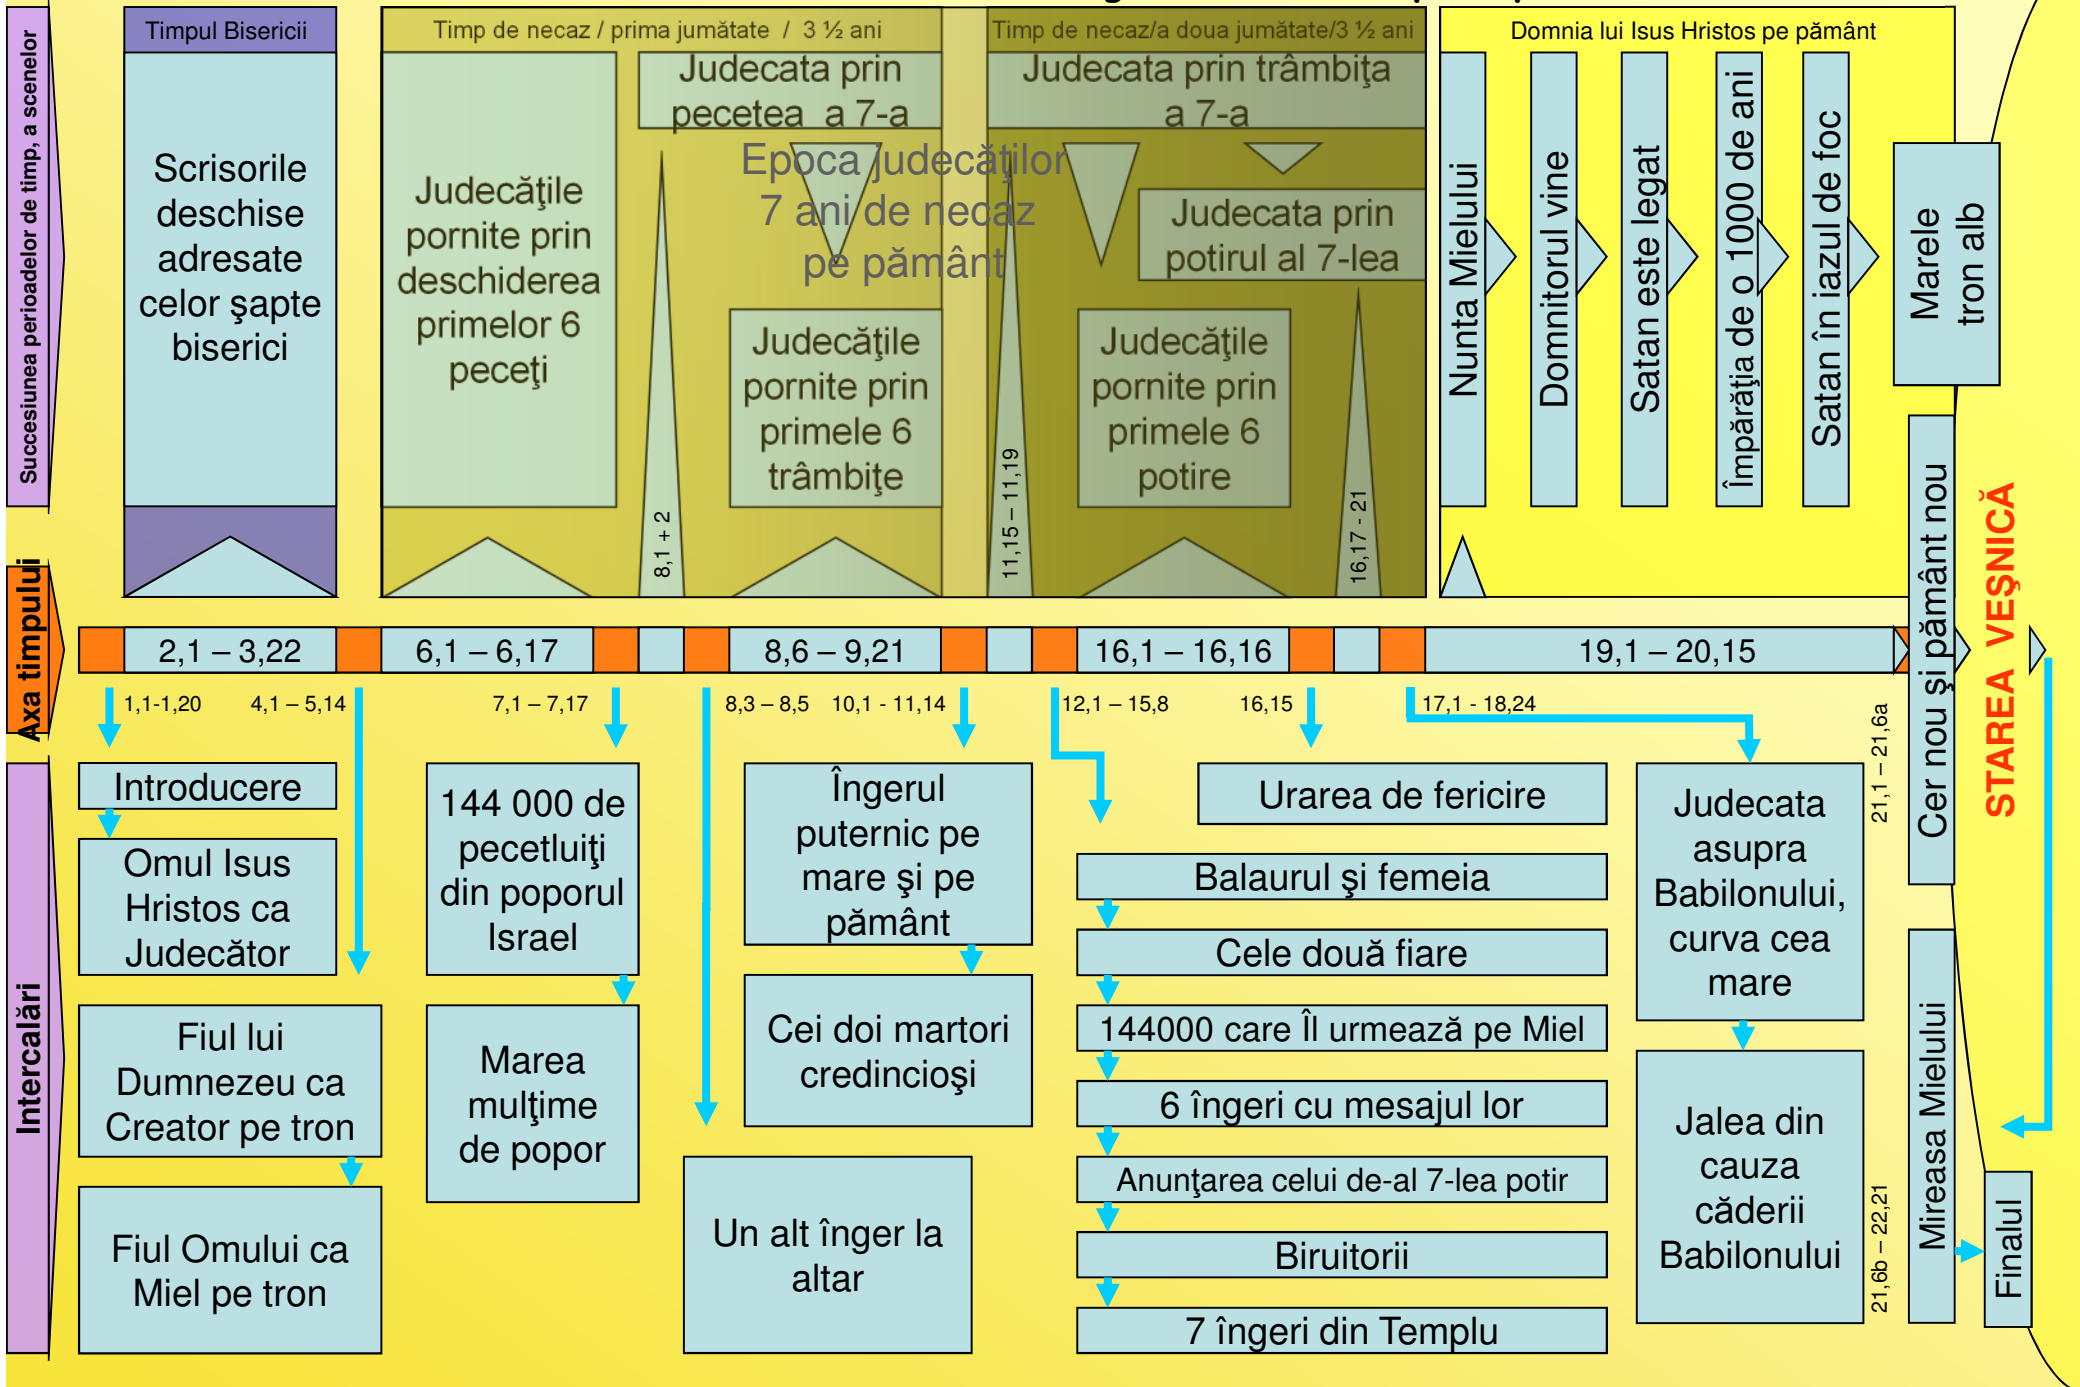 Succesiunea perioadelor de timp, a scenelor
Timpul Bisericii
Scrisorile
deschise
adresate
celor şapte
biserici
Timp de necaz / prima jumătate / 3 ½ ani
Judecăţile
pornite prin
deschiderea
primelor 6
peceţi
Judecata prin
pecetea a 7-a
8,1 + 2
Judecăţile
pornite prin
primele 6
trâmbiţe
Epoca judecăţilor
7 ani de necaz
pe pământ
Timp de necaz/a doua jumătate/3 ½ ani
Judecata prin trâmbiţa
a 7-a
11,15 – 11,19
Judecata prin
potirul al 7-lea
Judecăţile
pornite prin
primele 6
potire
16,17 - 21
Domnia lui Isus Hristos pe pământ
Nunta Mielului
Domnitorul vine
Satan este legat
Împărăţia de o 1000 de ani
Satan în iazul de foc
Marele
tron alb
Cer nou şi pământ nou
STAREA VEŞNICĂ
Axa timpului
2,1 – 3,22
6,1 – 6,17
8,6 – 9,21
16,1 – 16,16
19,1 – 20,15
1,1-1,20
4,1 – 5,14
7,1 – 7,17
8,3 – 8,5
10,1 - 11,14
12,1 – 15,8
16,15
17,1 - 18,24
21,1 – 21,6a
Intercalări
Introducere
Omul Isus
Hristos ca
Judecător
Fiul lui
Dumnezeu ca
Creator pe tron
Fiul Omului ca
Miel pe tron
144 000 de
pecetluiţi
din poporul
Israel
Marea
mulţime
de popor
Un alt înger la
altar
Îngerul
puternic pe
mare şi pe
pământ
Cei doi martori
credincioşi
Urarea de fericire
Balaurul şi femeia
Cele două fiare
144000 care Îl urmează pe Miel
6 îngeri cu mesajul lor
Anunţarea celui de-al 7-lea potir
Biruitorii
7 îngeri din Templu
Judecata
asupra
Babilonului,
curva cea
mare
Jalea din
cauza
căderii
Babilonului
21,6b – 22,21
Mireasa Mielului
Finalul